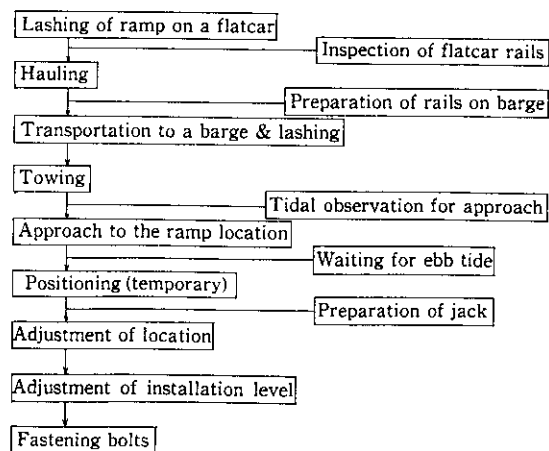 Lashing of ramp on a flatcar
Inspection of flatcar rails
Hauling
Preparation of rails on barge
Transportation to a barge & lashing
Towing
Tidal observation for approach
Approach to the ramp location
Waiting for ebb tide
Positioning (temporary)
Preparation of jack
Adjustment of location
Adjustment of installation level
Fastening bolts